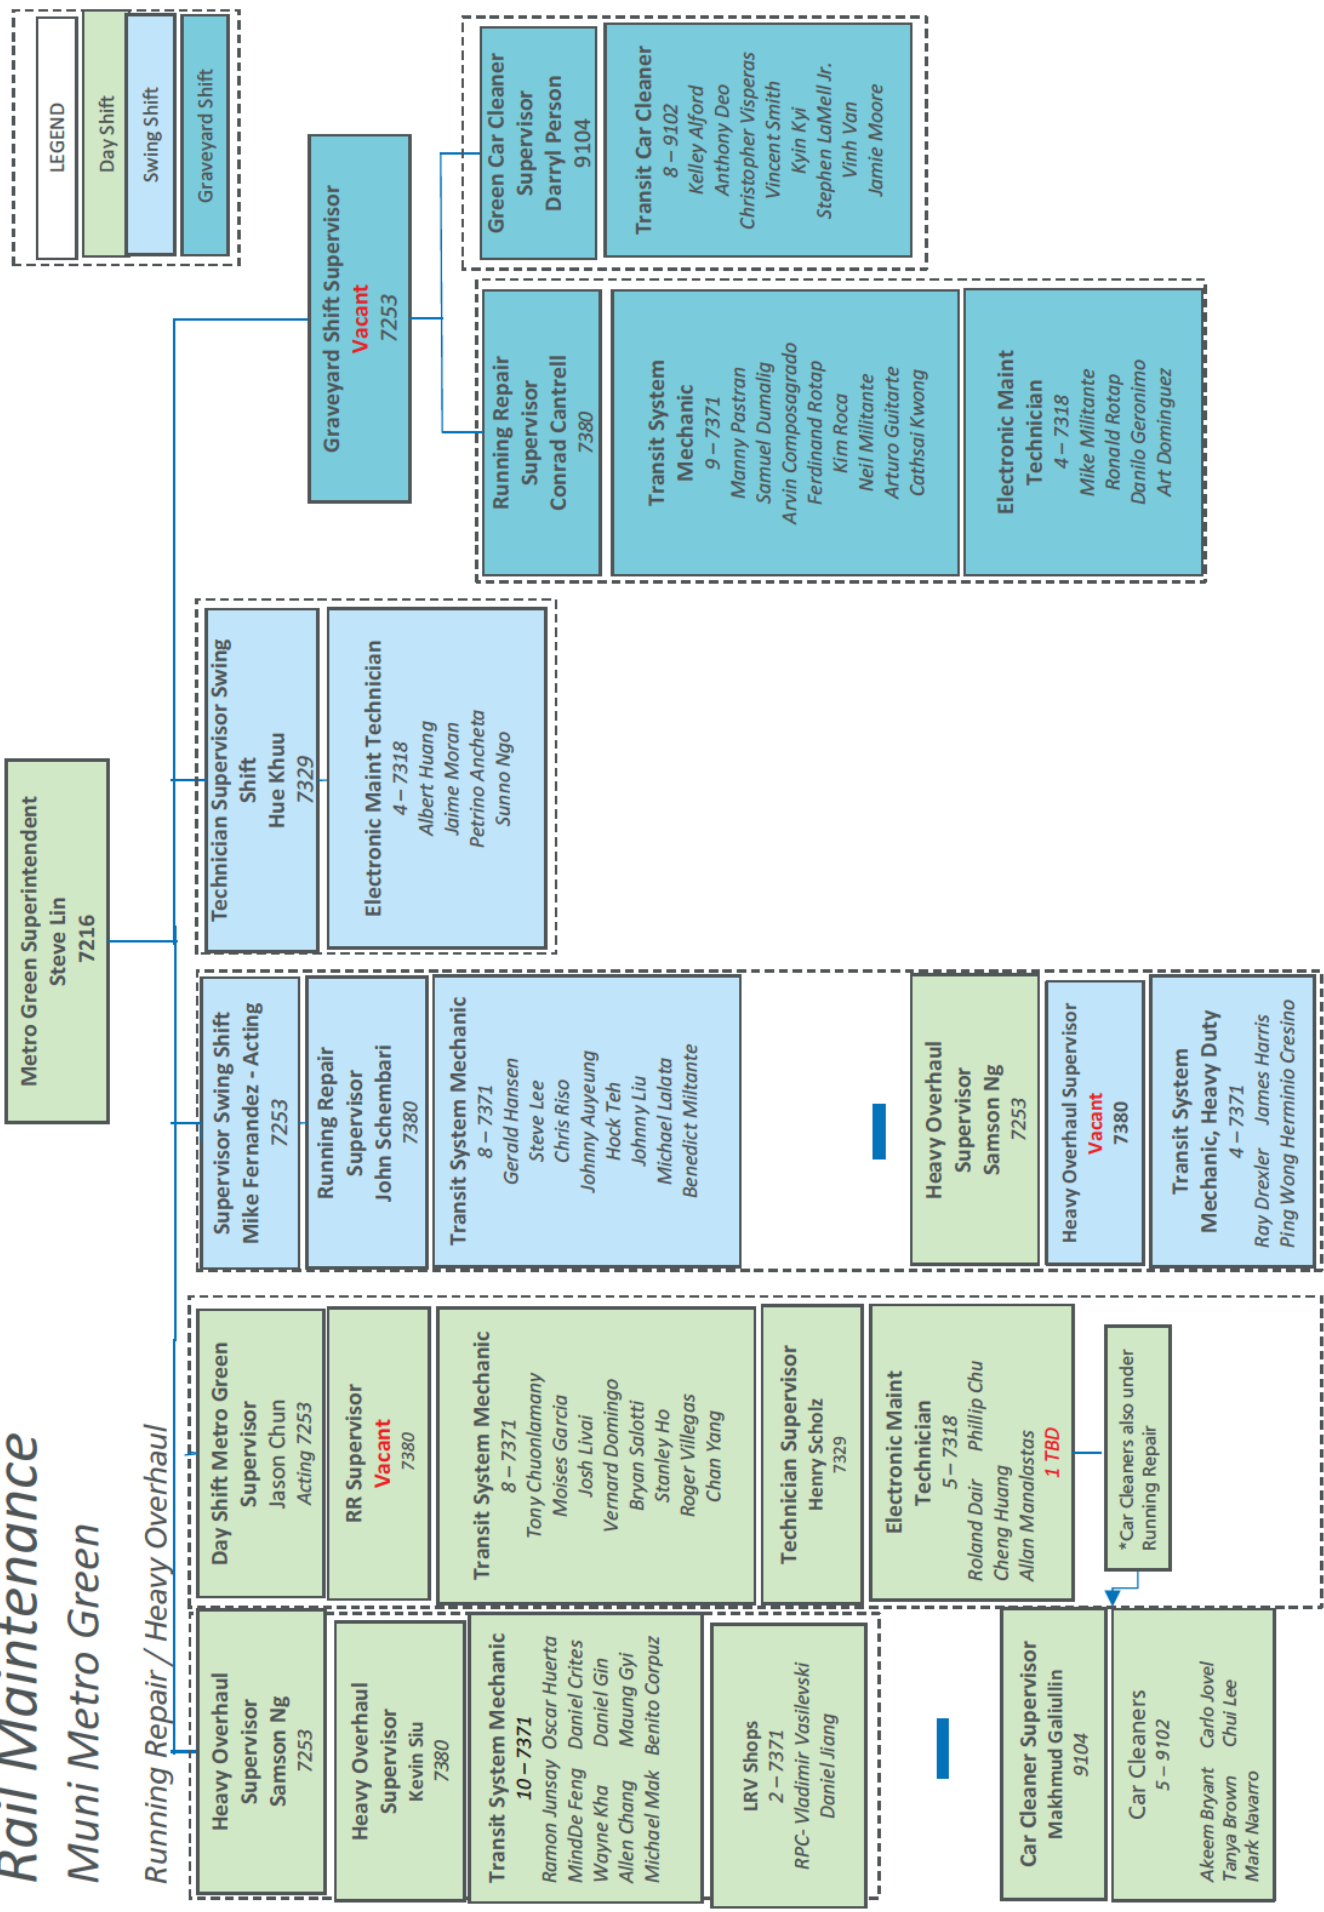 Rail Maintenance
Muni Metro Green
Running Repair / Heavy Overhaul
Metro Green Superintendent
Steve Lin
7216
LEGEND
Day Shift
Swing Shift
Graveyard Shift
Heavy Overhaul
Supervisor
Samson Ng
7253
Heavy Overhaul
Supervisor
Kevin Siu
7380
Transit System Mechanic
10 – 7371
Ramon Junsay Oscar Huerta
MindDe Feng Daniel Crites
Wayne Kha Daniel Gin
Allen Chang Maung Gyi
Michael Mak Benito Corpuz
LRV Shops
2 – 7371
RPC- Vladimir Vasilevski
Daniel Jiang
Car Cleaner Supervisor
Makhmud Galiullin
9104
Car Cleaners
5 – 9102
Akeem Bryant Carlo Jovel
Tanya Brown Chui Lee
Mark Navarro
Day Shift Metro Green
Supervisor
Jason Chun
Acting 7253
RR Supervisor
Vacant
7380
Transit System Mechanic
8 – 7371
Tony Chuonlamany
Moises Garcia
Josh Livai
Vernard Domingo
Bryan Salotti
Stanley Ho
Roger Villegas
Chan Yang
Technician Supervisor
Henry Scholz
7329
Electronic Maint
Technician
5 – 7318
Roland Dair Phillip Chu
Cheng Huang
Allan Manalastas
1 TBD
*Car Cleaners also under
Running Repair
Supervisor Swing Shift
Mike Fernandez - Acting
7253
Running Repair
Supervisor
John Schembari
7380
Transit System Mechanic
8 – 7371
Gerald Hansen
Steve Lee
Chris Riso
Johnny Auyeung
Hock Teh
Johnny Liu
Michael Lalata
Benedict Miltante
Heavy Overhaul
Supervisor
Samson Ng
7253
Heavy Overhaul Supervisor
Vacant
7380
Transit System
Mechanic, Heavy Duty
4 – 7371
Ray Drexler James Harris
Ping Wong Herminio Cresino
Technician Supervisor Swing
Shift
Hue Khuu
7329
Electronic Maint Technician
4 – 7318
Albert Huang
Jaime Moran
Petrino Ancheta
Sunno Ngo
Graveyard Shift Supervisor
Vacant
7253
Running Repair
Supervisor
Conrad Cantrell
7380
Transit System
Mechanic
9 – 7371
Manny Pastran
Samuel Dumalig
Arvin Composagrado
Ferdinand Rotap
Kim Roca
Neil Militante
Arturo Guitarte
Cathsai Kwong
Electronic Maint
Technician
4 – 7318
Mike Militante
Ronald Rotap
Danilo Geronimo
Art Dominguez
Green Car Cleaner
Supervisor
Darryl Person
9104
Transit Car Cleaner
8 – 9102
Kelley Alford
Anthony Deo
Christopher Visperas
Vincent Smith
Kyin Kyi
Stephen LaMell Jr.
Vinh Van
Jamie Moore